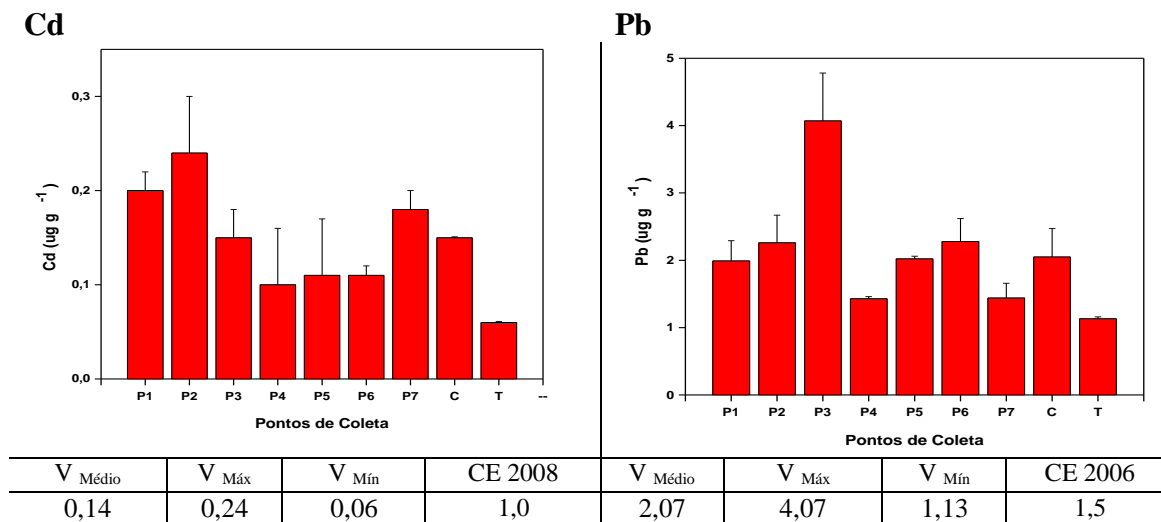 Cd
0,3
0,2
0,1
0,0
Cd (ug g -1)
P1 P2 P3 P4 P5 P6 P7 C T --
Pontos de Coleta
Pb
5
4
3
2
1
0
Pb (ug g -1)
P1 P2 P3 P4 P5 P6 P7 C T
Pontos de Coleta
V Médio V Máx V Mín CE 2008 V Médio V Máx V Mín CE 2006
0,14 0,24 0,06 1,0 2,07 4,07 1,13 1,5